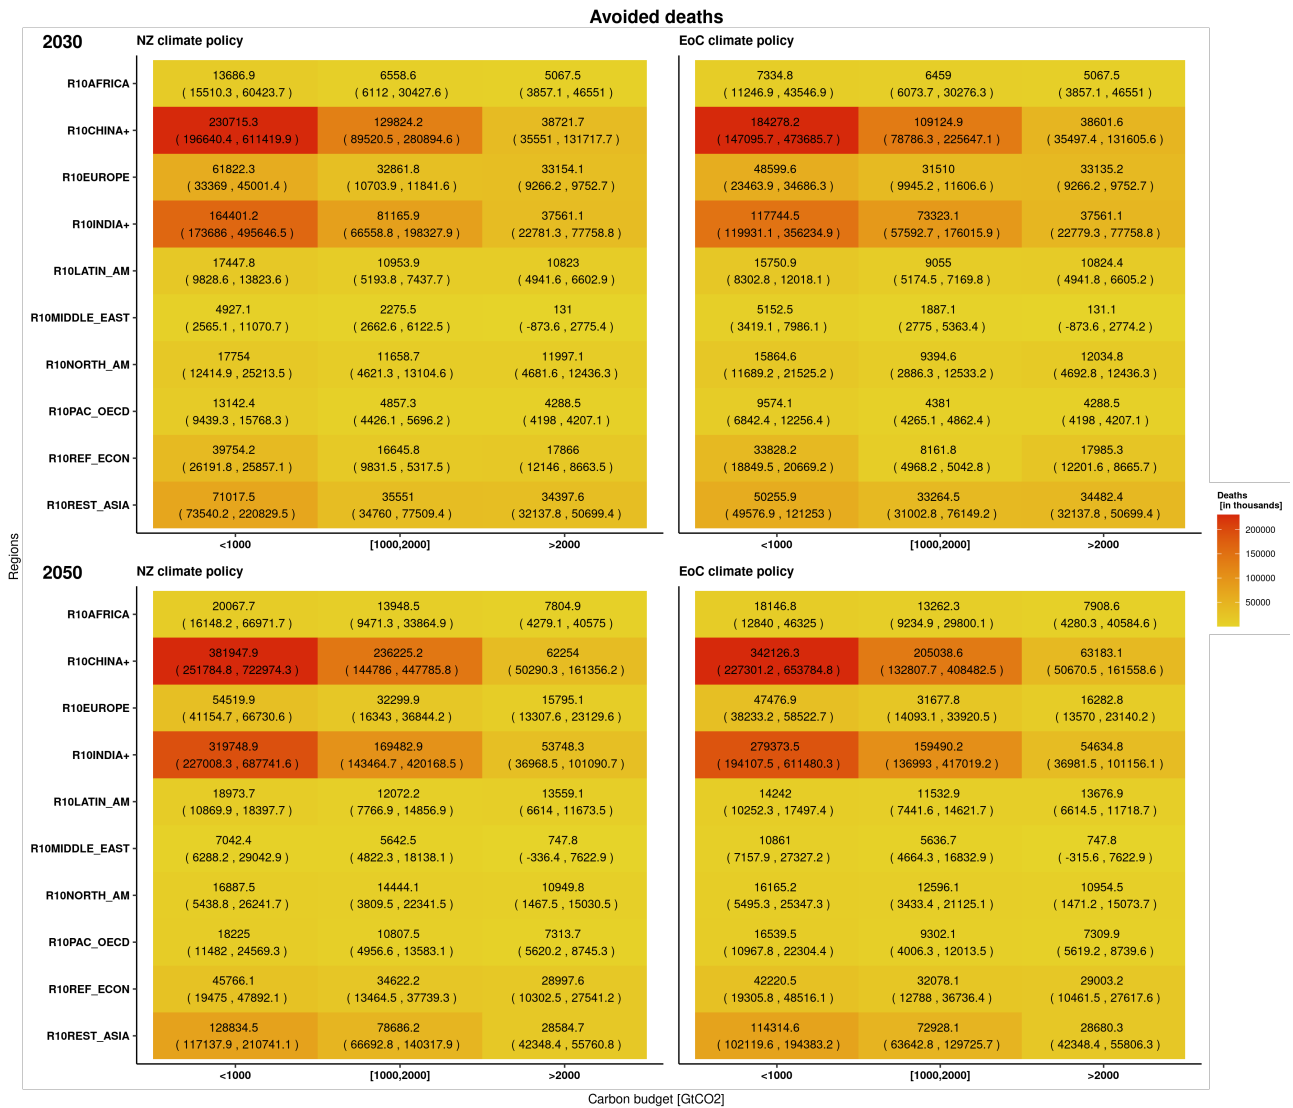 Avoided deaths
2030
NZ climate policy
EoC climate policy
R10AFRICA
13686.9 6558.6 5067.5 7334.8 6459 5067.5
( 15510.3 , 60423.7 ) ( 6112 , 30427.6 ) ( 3857.1 , 46551 ) ( 11246.9 , 43546.9 ) ( 6073.7 , 30276.3 ) ( 3857.1 , 46551 )
R10CHINA+
230715.3 129824.2 38721.7 184278.2 109124.9 38601.6
( 196640.4 , 611419.9 ) ( 89520.5 , 280894.6 ) ( 35551 , 131717.7 ) ( 147095.7 , 473685.7 ) ( 78786.3 , 225647.1 ) ( 35497.4 , 131605.6 )
R10EUROPE
61822.3 32861.8 33154.1 48599.6 31510 33135.2
( 33369 , 45001.4 ) ( 10703.9 , 11841.6 ) ( 9266.2 , 9752.7 ) ( 23463.9 , 34686.3 ) ( 9945.2 , 11606.6 ) ( 9266.2 , 9752.7 )
R10INDIA+
164401.2 81165.9 37561.1 117744.5 73323.1 37561.1
( 173686 , 495646.5 ) ( 66558.8 , 198327.9 ) ( 22781.3 , 77758.8 ) ( 119931.1 , 356234.9 ) ( 57592.7 , 176015.9 ) ( 22779.3 , 77758.8 )
R10LATIN_AM
17447.8 10953.9 10823 15750.9 9055 10824.4
( 9828.6 , 13823.6 ) ( 5193.8 , 7437.7 ) ( 4941.6 , 6602.9 ) ( 8302.8 , 12018.1 ) ( 5174.5 , 7169.8 ) ( 4941.8 , 6605.2 )
R10MIDDLE_EAST
4927.1 2275.5 131 5152.5 1887.1 131.1
( 2565.1 , 11070.7 ) ( 2662.6 , 6122.5 ) ( -873.6 , 2775.4 ) ( 3419.1 , 7986.1 ) ( 2775 , 5363.4 ) ( -873.6 , 2774.2 )
R10NORTH_AM
17754 11658.7 11997.1 15864.6 9394.6 12034.8
( 12414.9 , 25213.5 ) ( 4621.3 , 13104.6 ) ( 4681.6 , 12436.3 ) ( 11689.2 , 21525.2 ) ( 2886.3 , 12533.2 ) ( 4692.8 , 12436.3 )
R10PAC_OECD
13142.4 4857.3 4288.5 9574.1 4381 4288.5
( 9439.3 , 15768.3 ) ( 4426.1 , 5696.2 ) ( 4198 , 4207.1 ) ( 6842.4 , 12256.4 ) ( 4265.1 , 4862.4 ) ( 4198 , 4207.1 )
R10REF_ECON
39754.2 16645.8 17866 33828.2 8161.8 17985.3
( 26191.8 , 25857.1 ) ( 9831.5 , 5317.5 ) ( 12146 , 8663.5 ) ( 18849.5 , 20669.2 ) ( 4968.2 , 5042.8 ) ( 12201.6 , 8665.7 )
R10REST_ASIA
71017.5 35551 34397.6 50255.9 33264.5 34482.4
( 73540.2 , 220829.5 ) ( 34760 , 77509.4 ) ( 32137.8 , 50699.4 ) ( 49576.9 , 121253 ) ( 31002.8 , 76149.2 ) ( 32137.8 , 50699.4 )
<1000 [1000,2000] >2000 <1000 [1000,2000] >2000
Deaths
[in thousands]
200000
150000
100000
50000
Regions
2050
NZ climate policy
EoC climate policy
R10AFRICA
20067.7 13948.5 7804.9 18146.8 13262.3 7908.6
( 16148.2 , 66971.7 ) ( 9471.3 , 33864.9 ) ( 4279.1 , 40575 ) ( 12840 , 46325 ) ( 9234.9 , 29800.1 ) ( 4280.3 , 40584.6 )
R10CHINA+
381947.9 236225.2 62254 342126.3 205038.6 63183.1
( 251784.8 , 722974.3 ) ( 144786 , 447785.8 ) ( 50290.3 , 161356.2 ) ( 227301.2 , 653784.8 ) ( 132807.7 , 408482.5 ) ( 50670.5 , 161558.6 )
R10EUROPE
54519.9 32299.9 15795.1 47476.9 31677.8 16282.8
( 41154.7 , 66730.6 ) ( 16343 , 36844.2 ) ( 13307.6 , 23129.6 ) ( 38233.2 , 58522.7 ) ( 14093.1 , 33920.5 ) ( 13570 , 23140.2 )
R10INDIA+
319748.9 169482.9 53748.3 279373.5 159490.2 54634.8
( 227008.3 , 687741.6 ) ( 143464.7 , 420168.5 ) ( 36968.5 , 101090.7 ) ( 194107.5 , 611480.3 ) ( 136993 , 417019.2 ) ( 36981.5 , 101156.1 )
R10LATIN_AM
18973.7 12072.2 13559.1 14242 11532.9 13676.9
( 10869.9 , 18397.7 ) ( 7766.9 , 14856.9 ) ( 6614 , 11673.5 ) ( 10252.3 , 17497.4 ) ( 7441.6 , 14621.7 ) ( 6614.5 , 11718.7 )
R10MIDDLE_EAST
7042.4 5642.5 747.8 10861 5636.7 747.8
( 6288.2 , 29042.9 ) ( 4822.3 , 18138.1 ) ( -336.4 , 7622.9 ) ( 7157.9 , 27327.2 ) ( 4664.3 , 16832.9 ) ( -315.6 , 7622.9 )
R10NORTH_AM
16887.5 14444.1 10949.8 16165.2 12596.1 10954.5
( 5438.8 , 26241.7 ) ( 3809.5 , 22341.5 ) ( 1467.5 , 15030.5 ) ( 5495.3 , 25347.3 ) ( 3433.4 , 21125.1 ) ( 1471.2 , 15073.7 )
R10PAC_OECD
18225 10807.5 7313.7 16539.5 9302.1 7309.9
( 11482 , 24569.3 ) ( 4956.6 , 13583.1 ) ( 5620.2 , 8745.3 ) ( 10967.8 , 22304.4 ) ( 4006.3 , 12013.5 ) ( 5619.2 , 8739.6 )
R10REF_ECON
45766.1 34622.2 28997.6 42220.5 32078.1 29003.2
( 19475 , 47892.1 ) ( 13464.5 , 37739.3 ) ( 10302.5 , 27541.2 ) ( 19305.8 , 48516.1 ) ( 12788 , 36736.4 ) ( 10461.5 , 27617.6 )
R10REST_ASIA
128834.5 78686.2 28584.7 114314.6 72928.1 28680.3
( 117137.9 , 210741.1 ) ( 66692.8 , 140317.9 ) ( 42348.4 , 55760.8 ) ( 102119.6 , 194383.2 ) ( 63642.8 , 129725.7 ) ( 42348.4 , 55806.3 )
<1000 [1000,2000] >2000 <1000 [1000,2000] >2000
Carbon budget [GtCO2]